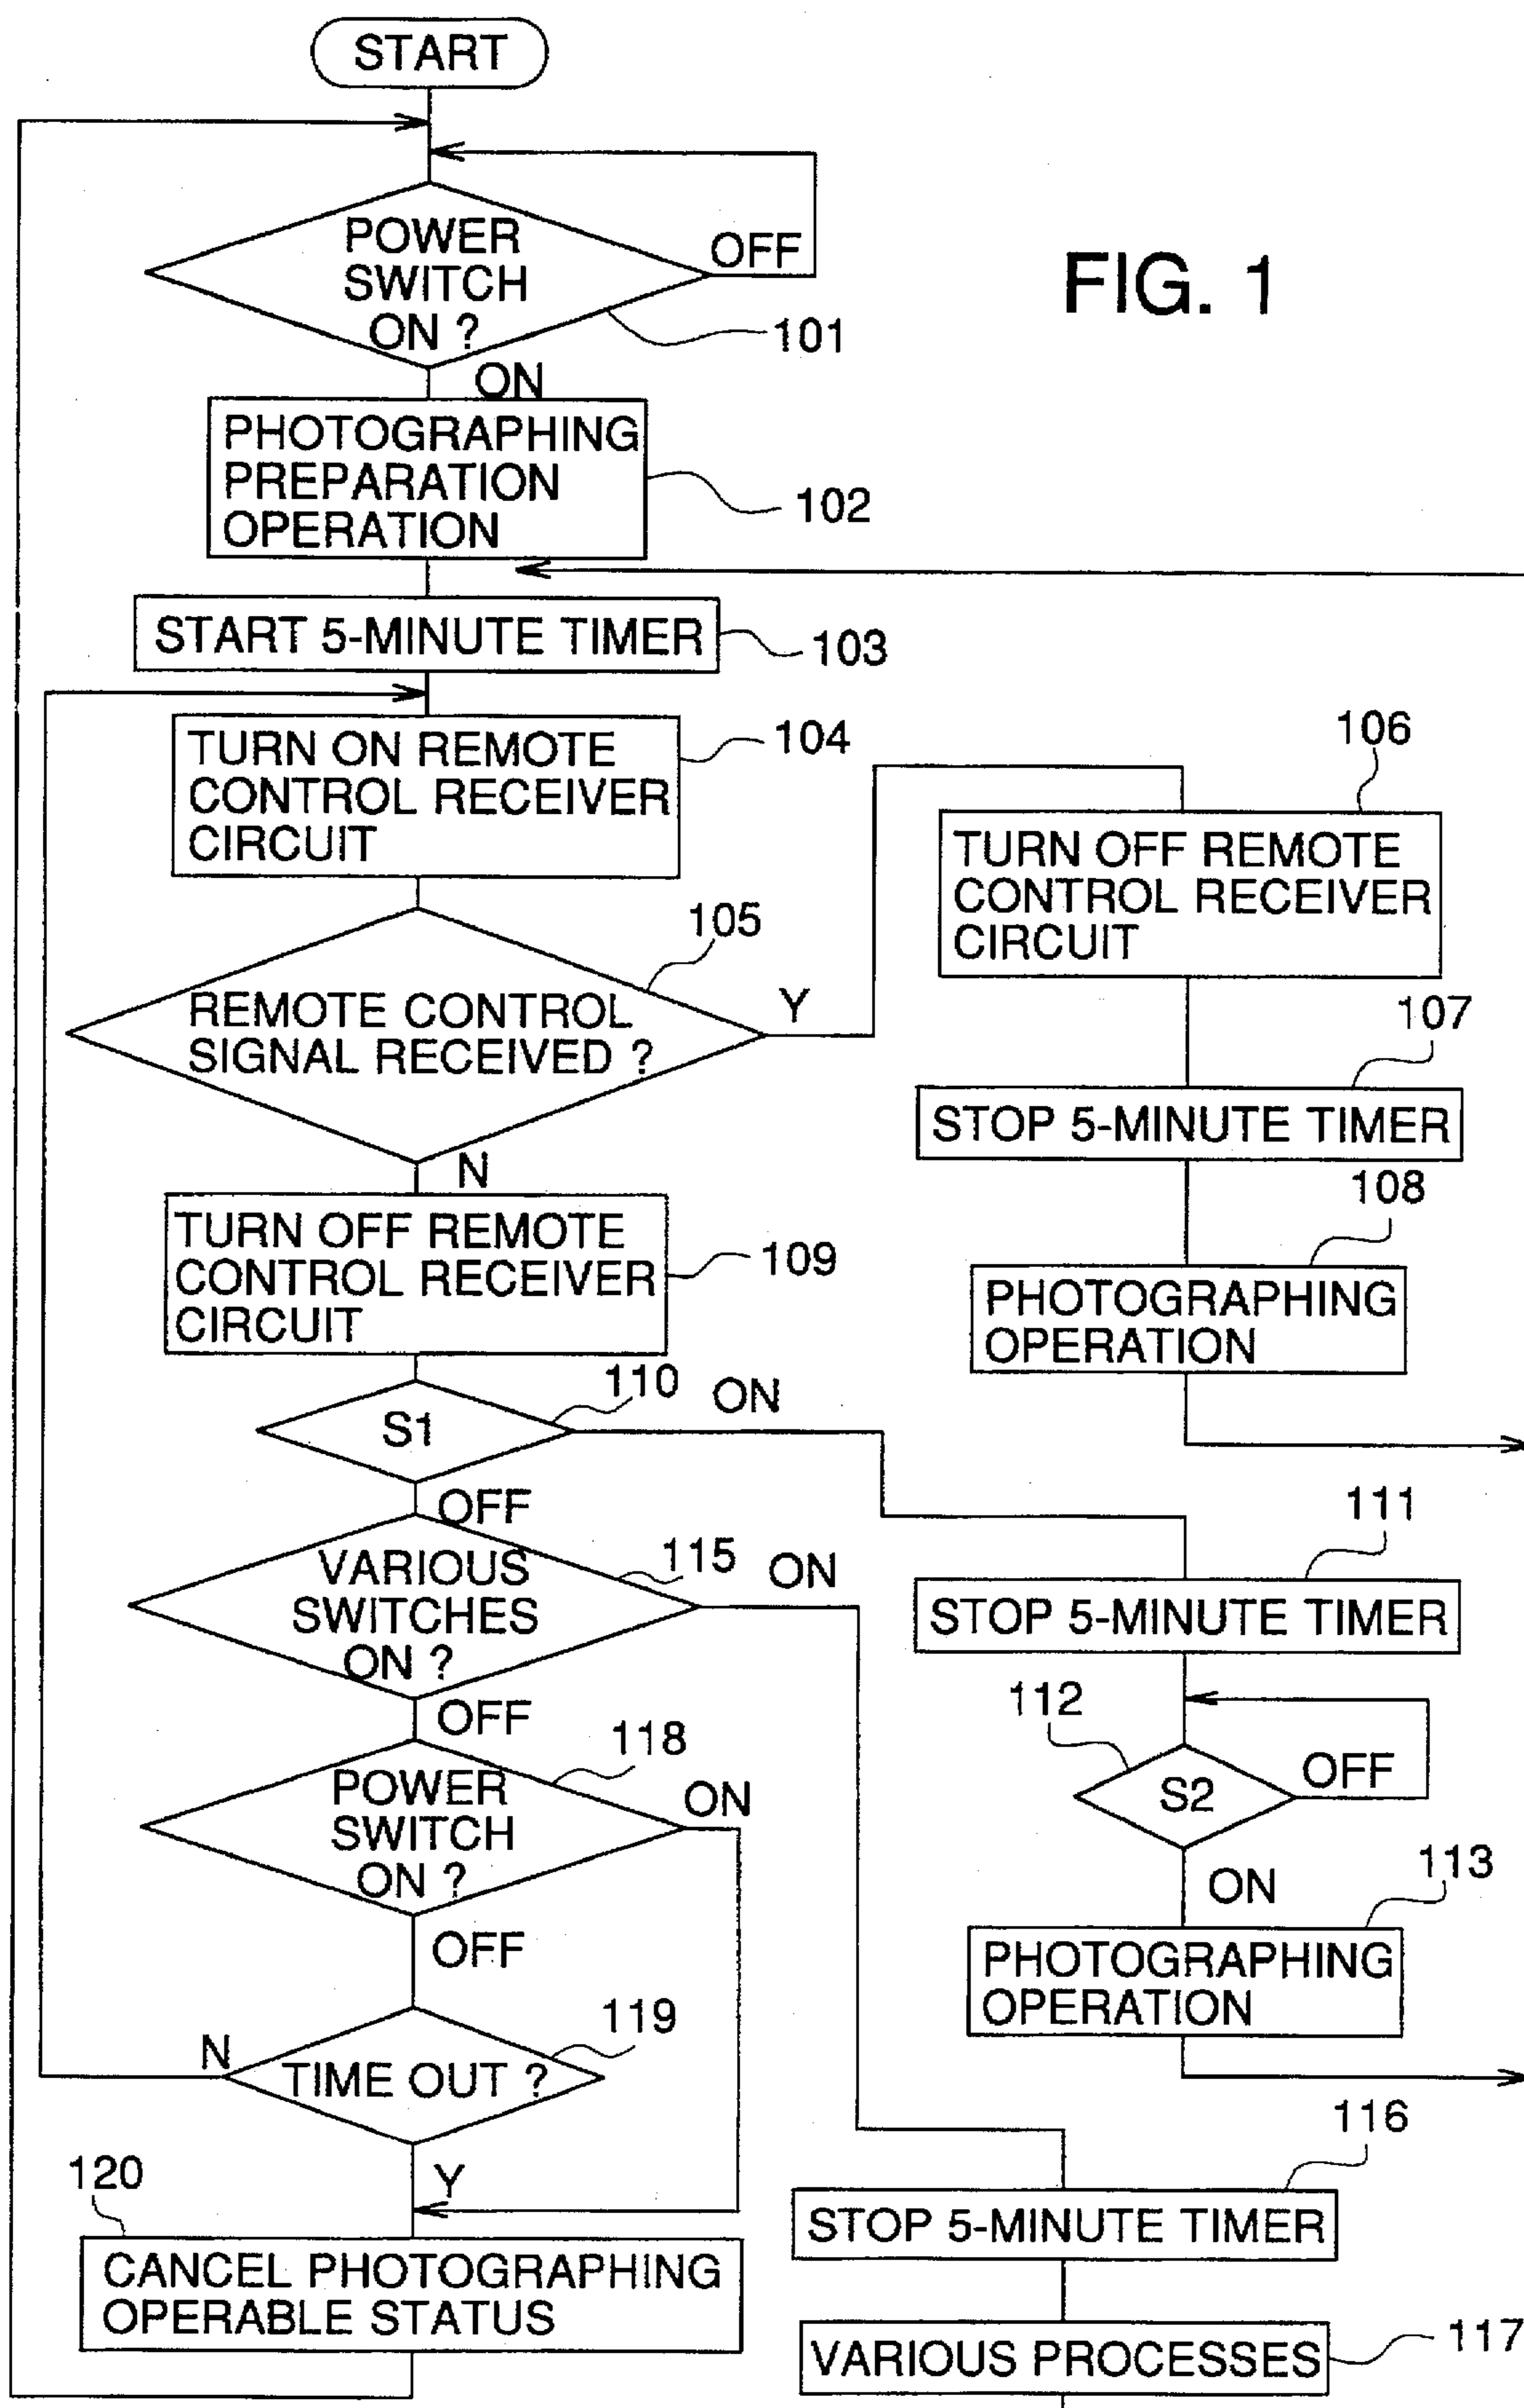 START
POWER
SWITCH
ON ?
OFF
101
ON
FIG. 1
PHOTOGRAPHING
PREPARATION
OPERATION
102
START 5-MINUTE TIMER
103
TURN ON REMOTE
CONTROL RECEIVER
CIRCUIT
104
105
REMOTE CONTROL
SIGNAL RECEIVED ?
Y
N
106
TURN OFF REMOTE
CONTROL RECEIVER
CIRCUIT
107
STOP 5-MINUTE TIMER
108
PHOTOGRAPHING
OPERATION
TURN OFF REMOTE
CONTROL RECEIVER
CIRCUIT
109
110
S1
ON
OFF
111
STOP 5-MINUTE TIMER
112
S2
OFF
ON
113
PHOTOGRAPHING
OPERATION
115
VARIOUS
SWITCHES
ON ?
ON
OFF
118
POWER
SWITCH
ON ?
ON
OFF
119
TIME OUT ?
N
Y
116
STOP 5-MINUTE TIMER
VARIOUS PROCESSES
117
120
CANCEL PHOTOGRAPHING
OPERABLE STATUS